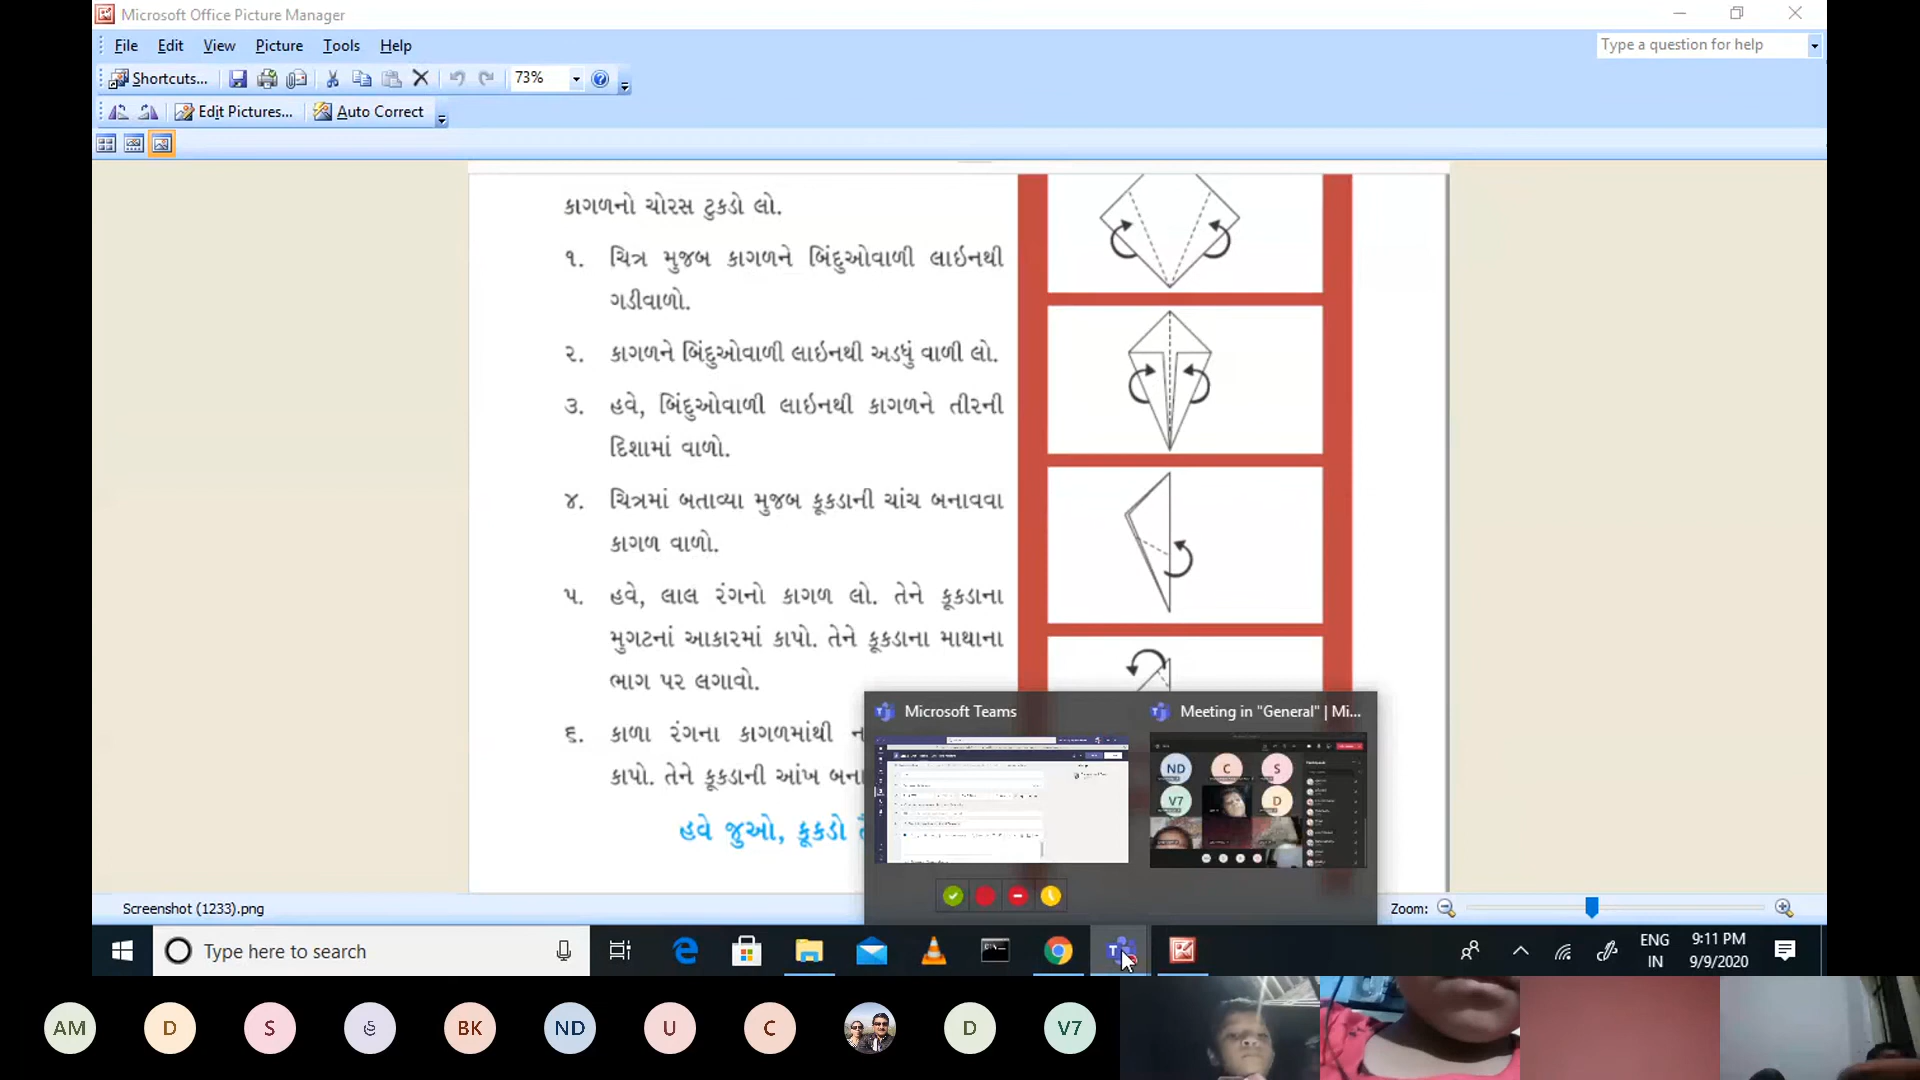 Microsoft Office Picture Manager
File Edit View Picture Tools Help
Type a question for help
Shortcuts... 73%
Edit Pictures... Auto Correct
કાગળનો ચોરસ ટુકડો લો.
૧. ચિત્ર મુજબ કાગળને બિંદુઓવાળી લાઇનથી
ગડીવાળો.
૨. કાગળને બિંદુઓવાળી લાઇનથી અડધું વાળી લો.
૩. હવે, બિંદુઓવાળી લાઇનથી કાગળને તીરની
દિશામાં વાળો.
૪. ચિત્રમાં બતાવ્યા મુજબ કૂકડાની ચાંચ બનાવવા
કાગળ વાળો.
૫. હવે, લાલ રંગનો કાગળ લો. તેને કૂકડાના
મુગટનાં આકારમાં કાપો. તેને કૂકડાના માથાના
ભાગ પર લગાવો.
૬. કાળા રંગના કાગળમાંથી
કાપો. તેને કૂકડાની આંખ
હવે જુઓ, કૂકડો
Microsoft Teams
Meeting in "General" | Mi...
ND C S
V7 D
Screenshot (1233).png
Zoom:
Type here to search
ENG
IN
9:11 PM
9/9/2020
AM D S હ BK ND U C D V7